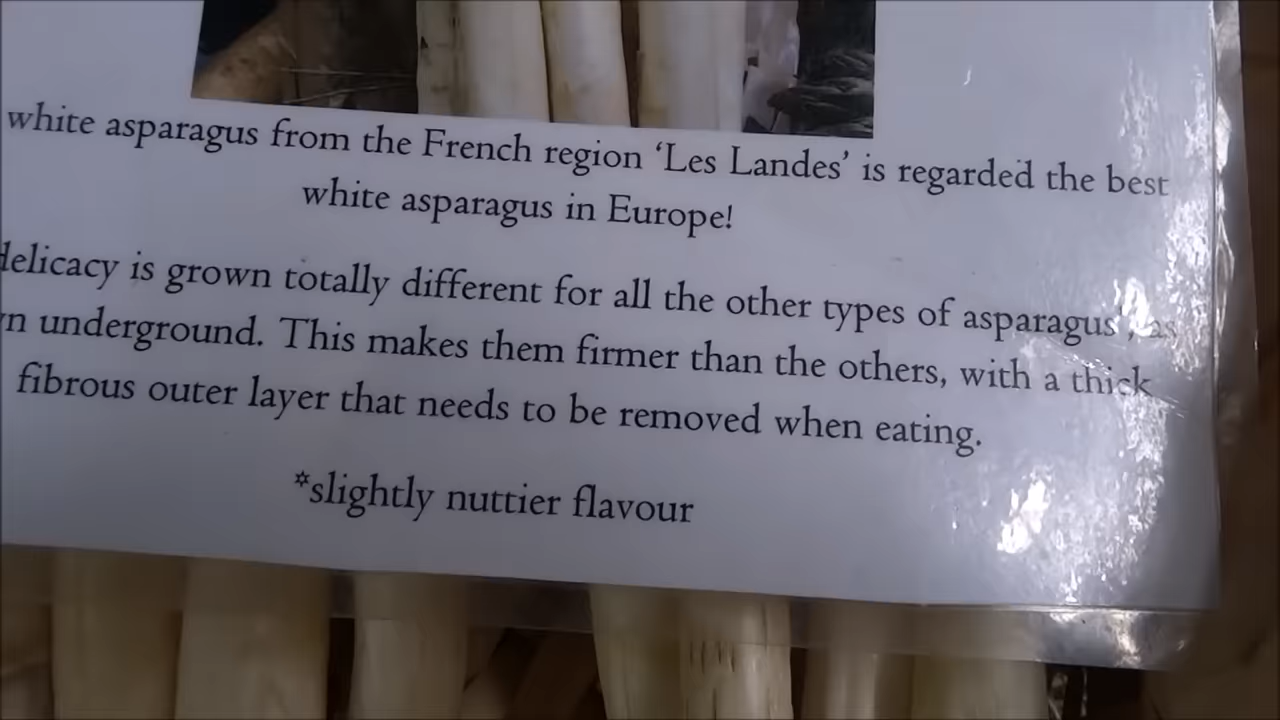 white asparagus from the French region ‘Les Landes’ is regarded the best
white asparagus in Europe!
delicacy is grown totally different for all the other types of asparagus', as
underground. This makes them firmer than the others, with a thick
fibrous outer layer that needs to be removed when eating.
*slightly nuttier flavour